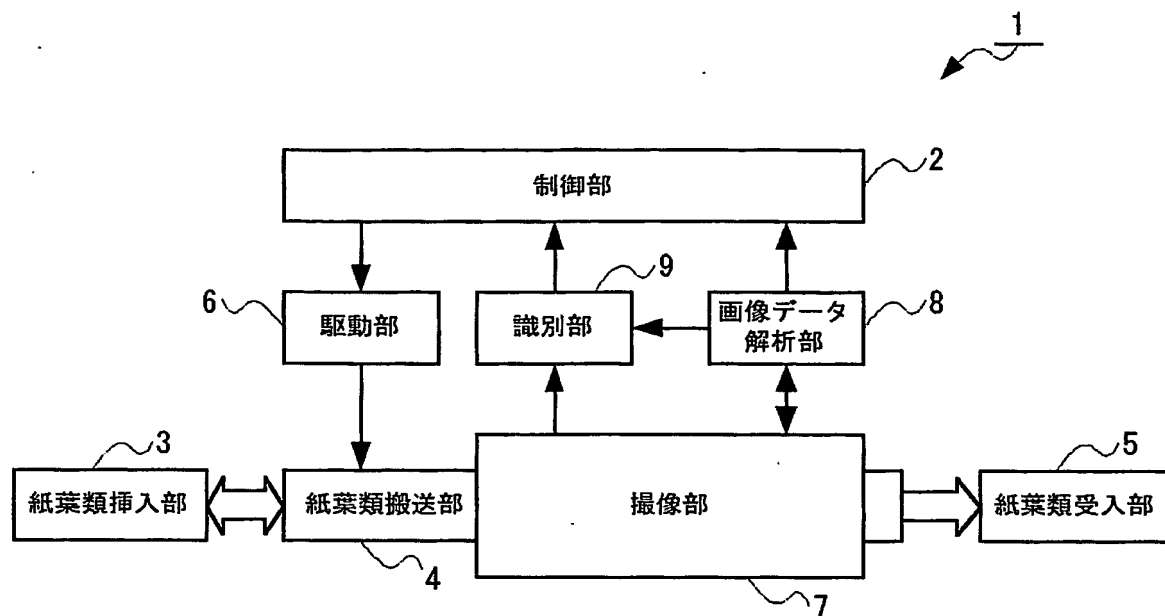 1
制御部
2
6
駆動部
9
識別部
画像データ
解析部
8
3
紙葉類挿入部
紙葉類搬送部
4
撮像部
7
5
紙葉類受入部